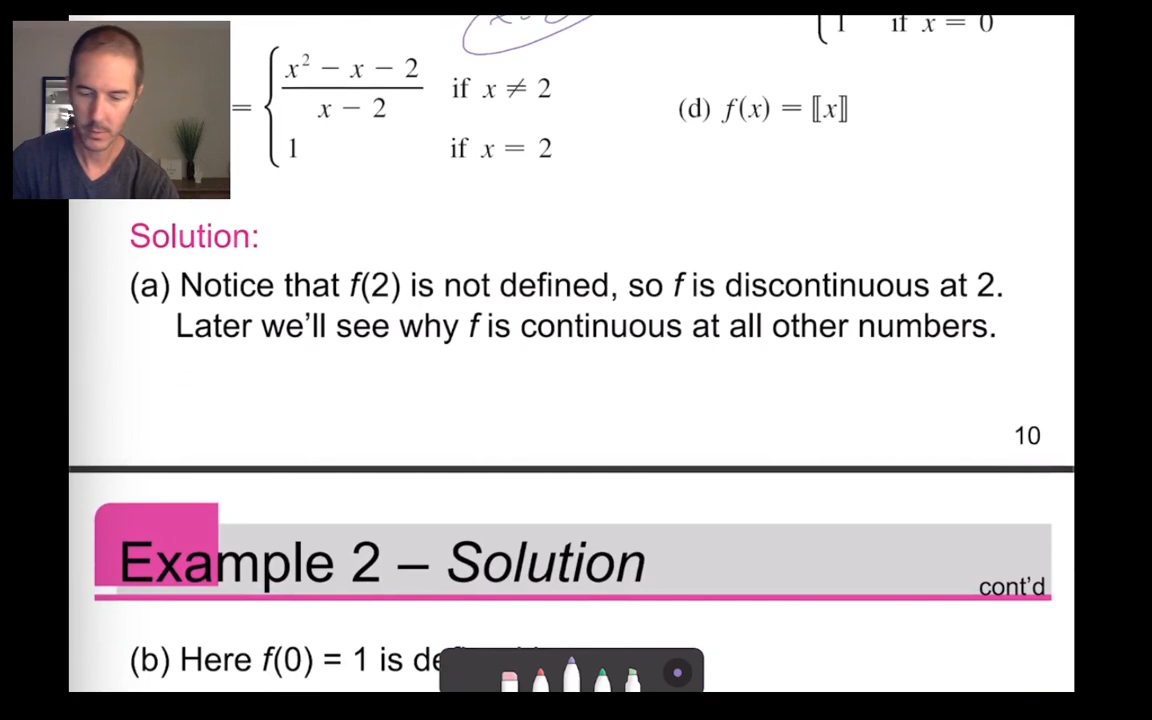 1 if x = 0
= { x² − x − 2 / x − 2 if x ≠ 2
1 if x = 2
(d) f(x) = ⟦x⟧
Solution:
(a) Notice that f(2) is not defined, so f is discontinuous at 2.
Later we’ll see why f is continuous at all other numbers.
10
Example 2 – Solution
cont’d
(b) Here f(0) = 1 is